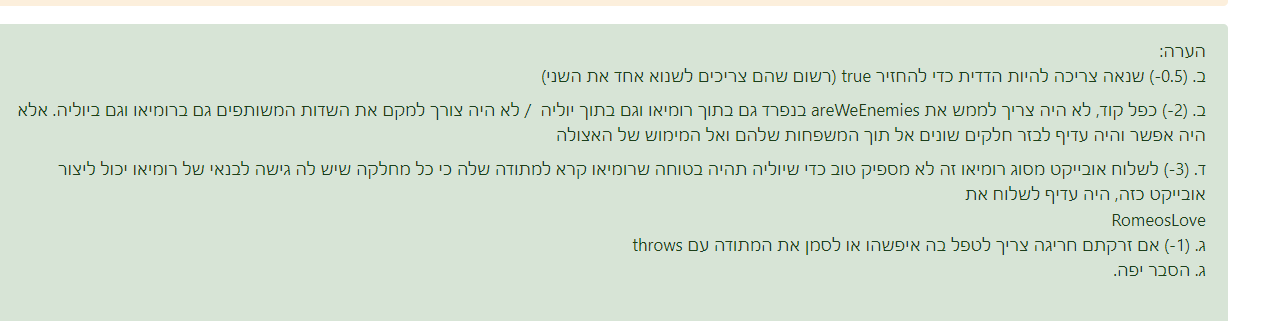 הערה:
ב. (0.5-) שנאה צריכה להיות הדדית כדי להחזיר true (רשום שהם צריכים לשנוא אחד את השני)
ב. (2-) כפל קוד, לא היה צריך לממש את areWeEnemies בנפרד גם בתוך רומיאו וגם בתוך יוליה / לא היה צורך למקם את השדות המשותפים גם ברומיאו וגם ביוליה. אלא
היה אפשר והיה עדיף לבזר חלקים שונים אל תוך המשפחות שלהם ואל המימוש של האצולה
ד. (3-) לשלוח אובייקט מסוג רומיאו זה לא מספיק טוב כדי שיוליה תהיה בטוחה שרומיאו קרא למתודה שלה כי כל מחלקה שיש לה גישה לבנאי של רומיאו יכול ליצור
אובייקט כזה, היה עדיף לשלוח את
RomeosLove
ג. (1-) אם זרקתם חריגה צריך לטפל בה איפשהו או לסמן את המתודה עם throws
ג. הסבר יפה.